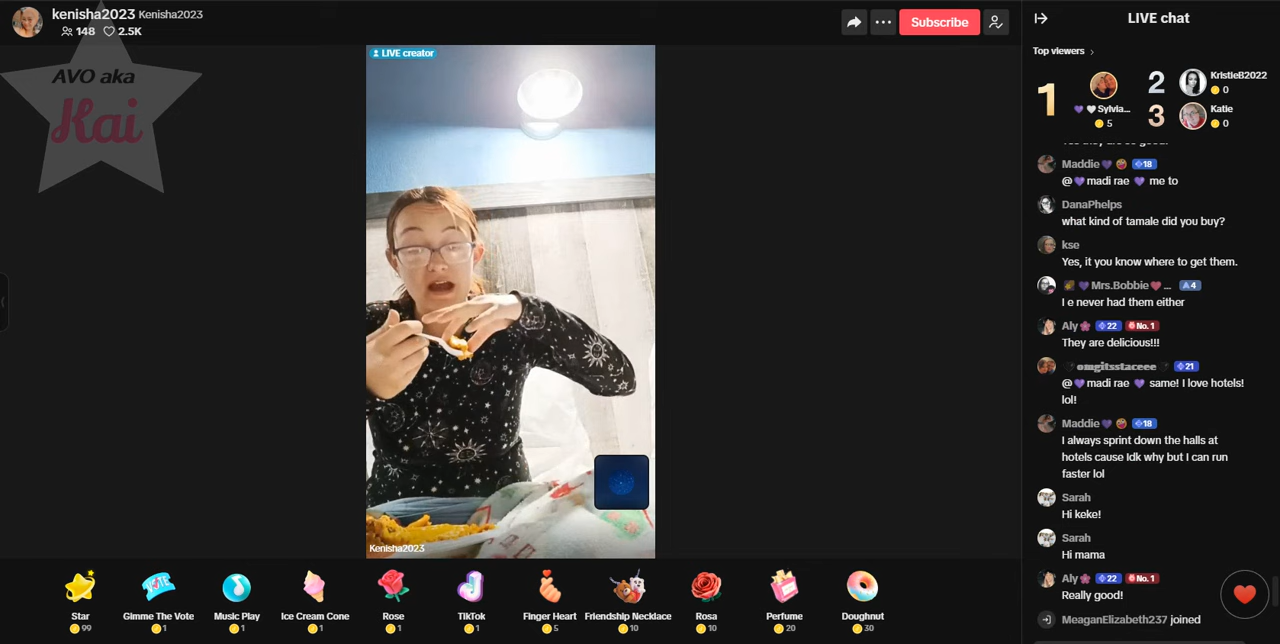 kenisha2023 Kenisha2023
148 2.5K
Subscribe
AVO aka
Kai
LIVE creator
Kenisha2023
Star
99
Gimme The Vote
1
Music Play
1
Ice Cream Cone
1
Rose
1
TikTok
1
Finger Heart
5
Friendship Necklace
10
Rosa
10
Perfume
20
Doughnut
30
LIVE chat
Top viewers
1
Sylvia...
5
2
KristieB2022
0
3
Katie
0
Maddie 18
@ madi rae me to
DanaPhelps
what kind of tamale did you buy?
kse
Yes, it you know where to get them.
Mrs.Bobbie ... 4
I e never had them either
Aly 22 No. 1
They are delicious!!!
omgitsstaceee 21
@ madi rae same! I love hotels!
lol!
Maddie 18
I always sprint down the halls at
hotels cause Idk why but I can run
faster lol
Sarah
Hi keke!
Sarah
Hi mama
Aly 22 No. 1
Really good!
MeaganElizabeth237 joined